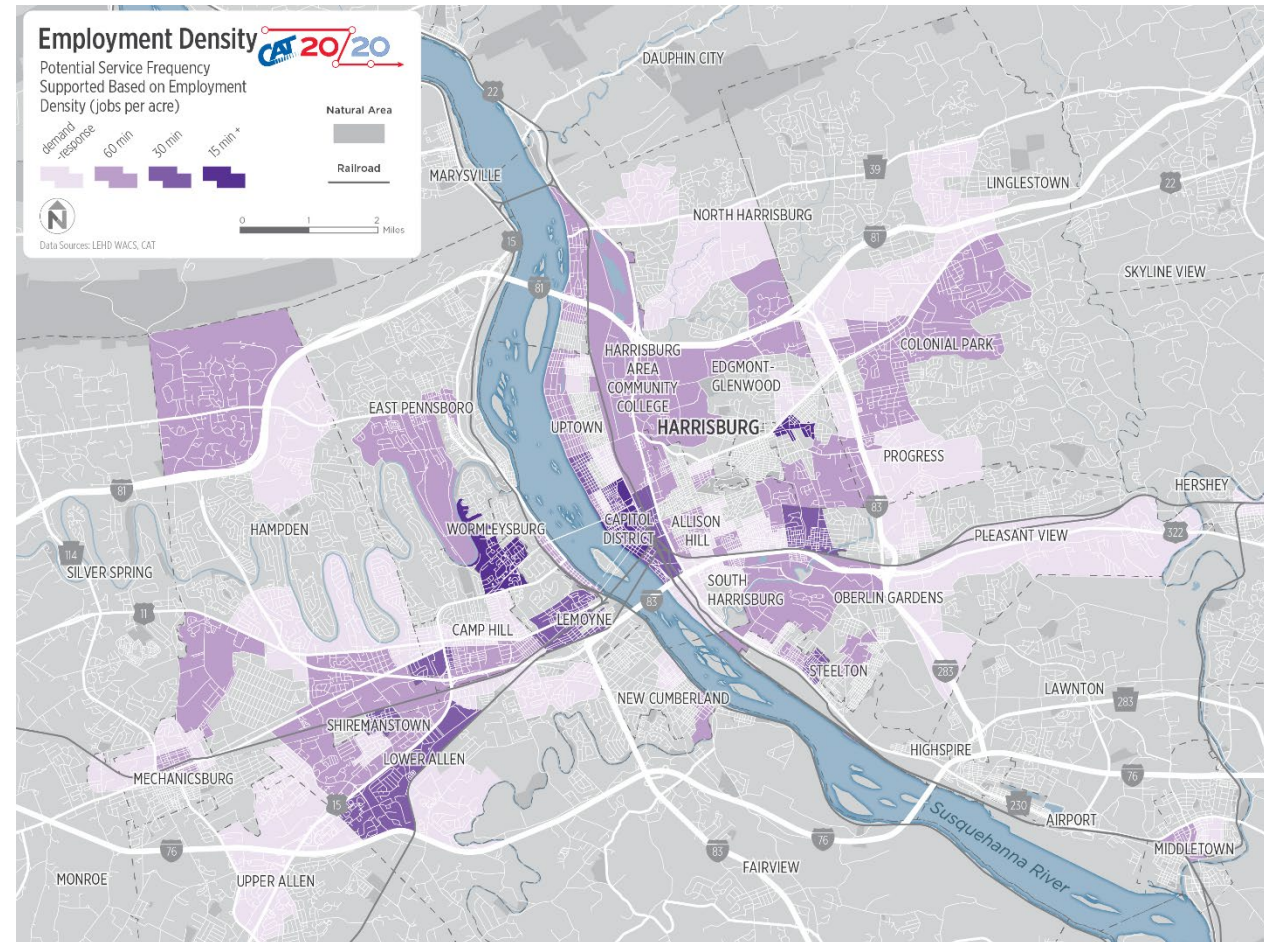 Employment Density
CAT 20/20
Potential Service Frequency
Supported Based on Employment
Density (jobs per acre)
demand
-response
60 min
30 min
15 min +
Natural Area
Railroad
N
0 1 2 Miles
Data Sources: LEHD WACS, CAT
DAUPHIN CITY
22
MARYSVILLE
39
LINGLESTOWN
22
NORTH HARRISBURG
15
81
SKYLINE VIEW
81
HARRISBURG
AREA
COMMUNITY
COLLEGE
COLONIAL PARK
EDGMONT-
GLENWOOD
EAST PENNSBORO
UPTOWN
HARRISBURG
PROGRESS
81
HERSHEY
83
HAMPDEN
WORMLEYSBURG
CAPITOL
DISTRICT
ALLISON
HILL
PLEASANT VIEW
322
114
SILVER SPRING
SOUTH
HARRISBURG
OBERLIN GARDENS
11
83
LEMOYNE
CAMP HILL
STEELTON
283
LAWNTON
283
NEW CUMBERLAND
SHIREMANSTOWN
HIGHSPIRE
LOWER ALLEN
MECHANICSBURG
76
15
230
AIRPORT
Susquehanna River
76
83
76
MIDDLETOWN
FAIRVIEW
MONROE
UPPER ALLEN